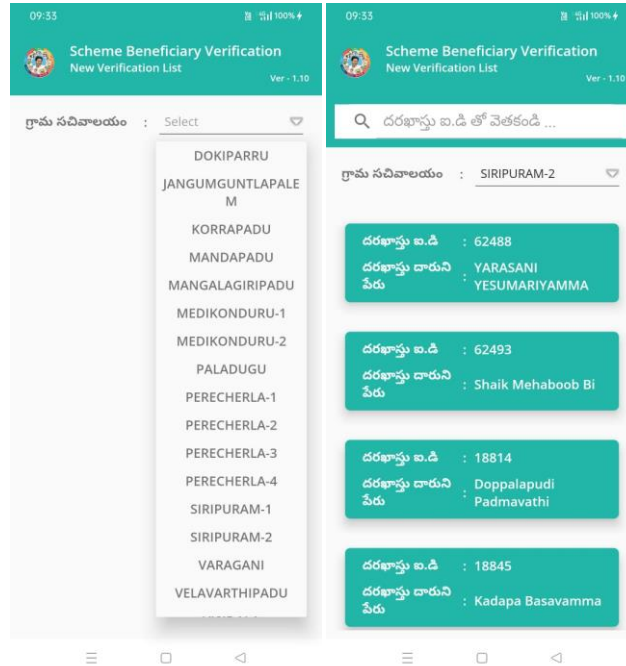 09:33
100%
Scheme Beneficiary Verification
New Verification List
Ver - 1.10
గ్రామ సచివాలయం : Select
DOKIPARRU
JANGUMGUNTLAPALE
M
KORRAPADU
MANDAPADU
MANGALAGIRIPADU
MEDIKONDURU-1
MEDIKONDURU-2
PALADUGU
PERECHERLA-1
PERECHERLA-2
PERECHERLA-3
PERECHERLA-4
SIRIPURAM-1
SIRIPURAM-2
VARAGANI
VELAVARTHIPADU
09:33
100%
Scheme Beneficiary Verification
New Verification List
Ver - 1.10
దరఖాస్తు ఐ.డి తో వెతకండి ...
గ్రామ సచివాలయం : SIRIPURAM-2
దరఖాస్తు ఐ.డి : 62488
దరఖాస్తు దారుని పేరు : YARASANI
YESUMARIYAMMA
దరఖాస్తు ఐ.డి : 62493
దరఖాస్తు దారుని పేరు : Shaik Mehaboob Bi
దరఖాస్తు ఐ.డి : 18814
దరఖాస్తు దారుని పేరు : Doppalapudi
Padmavathi
దరఖాస్తు ఐ.డి : 18845
దరఖాస్తు దారుని పేరు : Kadapa Basavamma